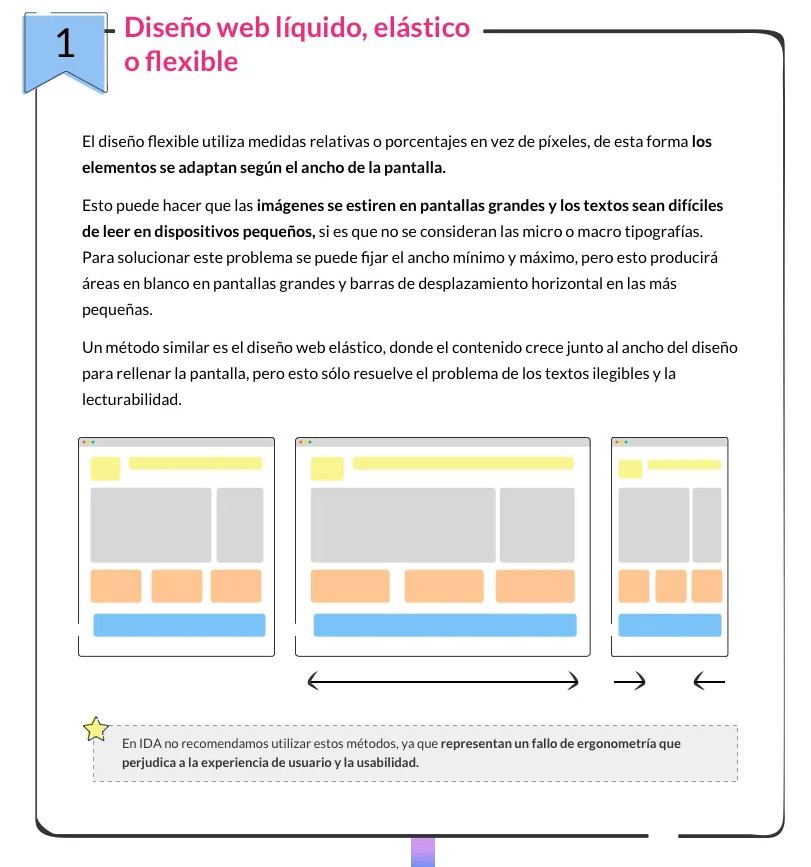 1
Diseño web líquido, elástico
o flexible
El diseño flexible utiliza medidas relativas o porcentajes en vez de píxeles, de esta forma los
elementos se adaptan según el ancho de la pantalla.
Esto puede hacer que las imágenes se estiren en pantallas grandes y los textos sean difíciles
de leer en dispositivos pequeños, si es que no se consideran las micro o macro tipografías.
Para solucionar este problema se puede fijar el ancho mínimo y máximo, pero esto producirá
áreas en blanco en pantallas grandes y barras de desplazamiento horizontal en las más
pequeñas.
Un método similar es el diseño web elástico, donde el contenido crece junto al ancho del diseño
para rellenar la pantalla, pero esto sólo resuelve el problema de los textos ilegibles y la
lecturabilidad.
En IDA no recomendamos utilizar estos métodos, ya que representan un fallo de ergonometría que
perjudica a la experiencia de usuario y la usabilidad.